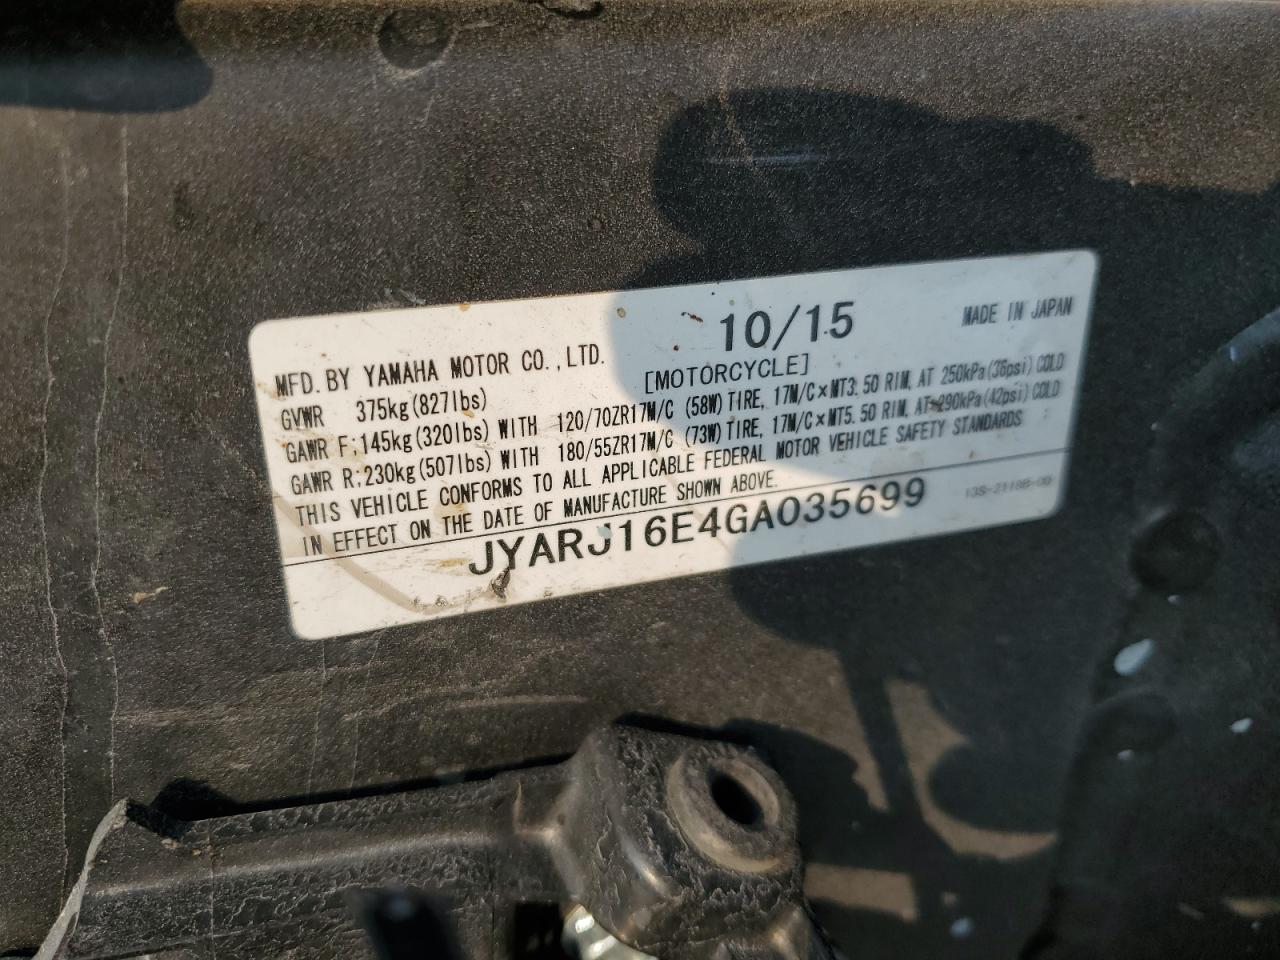 10/15
MADE IN JAPAN
MFD. BY YAMAHA MOTOR CO., LTD.
[MOTORCYCLE]
GVWR 375kg(827lbs)
GAWR F:145kg(320lbs) WITH 120/70ZR17M/C (58W) TIRE, 17M/C×MT3.50 RIM, AT 250kPa(36psi) COLD
GAWR R:230kg(507lbs) WITH 180/55ZR17M/C (73W) TIRE, 17M/C×MT5.50 RIM, AT 290kPa(42psi) COLD
THIS VEHICLE CONFORMS TO ALL APPLICABLE FEDERAL MOTOR VEHICLE SAFETY STANDARDS
IN EFFECT ON THE DATE OF MANUFACTURE SHOWN ABOVE.
JYARJ16E4GA035699
13S-2118B-00